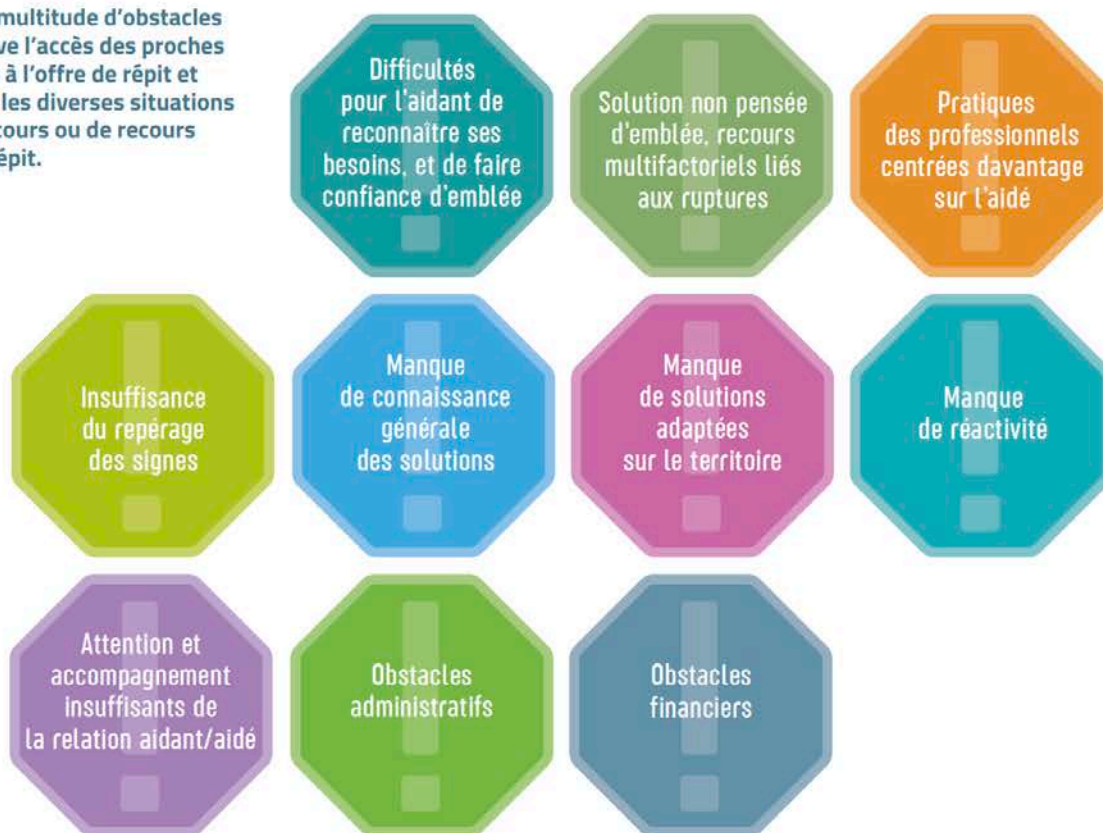 multitude d'obstacles
ve l'accès des proches
à l'offre de répit et
les diverses situations
cours ou de recours
épit.
Difficultés
pour l'aidant de
reconnaître ses
besoins, et de faire
confiance d'emblée
Solution non pensée
d'emblée, recours
multifactoriels liés
aux ruptures
Pratiques
des professionnels
centrées davantage
sur l'aidé
Insuffisance
du repérage
des signes
Manque
de connaissance
générale
des solutions
Manque
de solutions
adaptées
sur le territoire
Manque
de réactivité
Attention et
accompagnement
insuffisants de
la relation aidant/aidé
Obstacles
administratifs
Obstacles
financiers